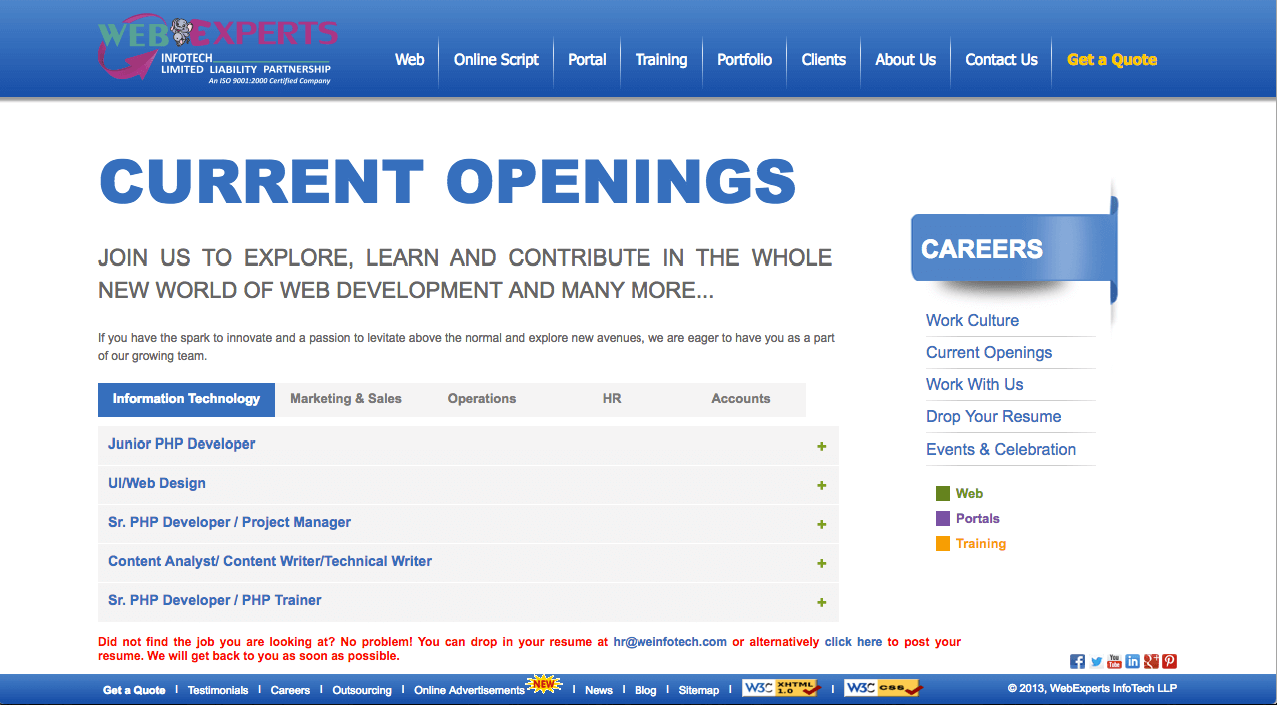 WEB EXPERTS
INFOTECH
LIMITED LIABILITY PARTNERSHIP
An ISO 9001:2000 Certified Company
Web
Online Script
Portal
Training
Portfolio
Clients
About Us
Contact Us
Get a Quote
CURRENT OPENINGS
JOIN US TO EXPLORE, LEARN AND CONTRIBUTE IN THE WHOLE
NEW WORLD OF WEB DEVELOPMENT AND MANY MORE...
If you have the spark to innovate and a passion to levitate above the normal and explore new avenues, we are eager to have you as a part
of our growing team.
Information Technology
Marketing & Sales
Operations
HR
Accounts
Junior PHP Developer +
UI/Web Design +
Sr. PHP Developer / Project Manager +
Content Analyst/ Content Writer/Technical Writer +
Sr. PHP Developer / PHP Trainer +
Did not find the job you are looking at? No problem! You can drop in your resume at hr@weinfotech.com or alternatively click here to post your
resume. We will get back to you as soon as possible.
CAREERS
Work Culture
Current Openings
Work With Us
Drop Your Resume
Events & Celebration
Web
Portals
Training
f
You Tube
in
g+
Get a Quote | Testimonials | Careers | Outsourcing | Online Advertisements NEW | News | Blog | Sitemap | W3C XHTML 1.0 | W3C CSS
© 2013, WebExperts InfoTech LLP